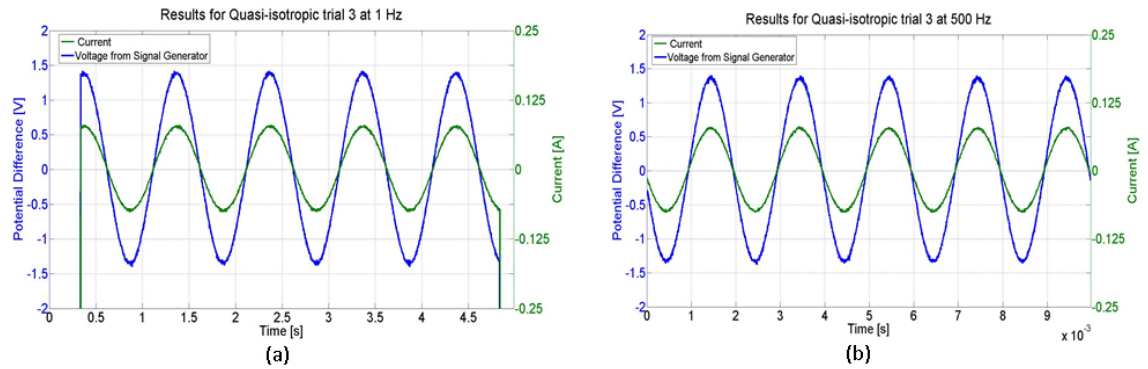 Results for Quasi-isotropic trial 3 at 1 Hz
Current
Voltage from Signal Generator
Potential Difference [V]
2
1.5
1
0.5
0
-0.5
-1
-1.5
-2
0.25
0.125
0
-0.125
-0.25
Current [A]
0 0.5 1 1.5 2 2.5 3 3.5 4 4.5
Time [s]
(a)
Results for Quasi-isotropic trial 3 at 500 Hz
Current
Voltage from Signal Generator
Potential Difference [V]
2
1.5
1
0.5
0
-0.5
-1
-1.5
-2
0.25
0.125
0
-0.125
-0.25
Current [A]
0 1 2 3 4 5 6 7 8 9
Time [s]
x 10⁻³
(b)